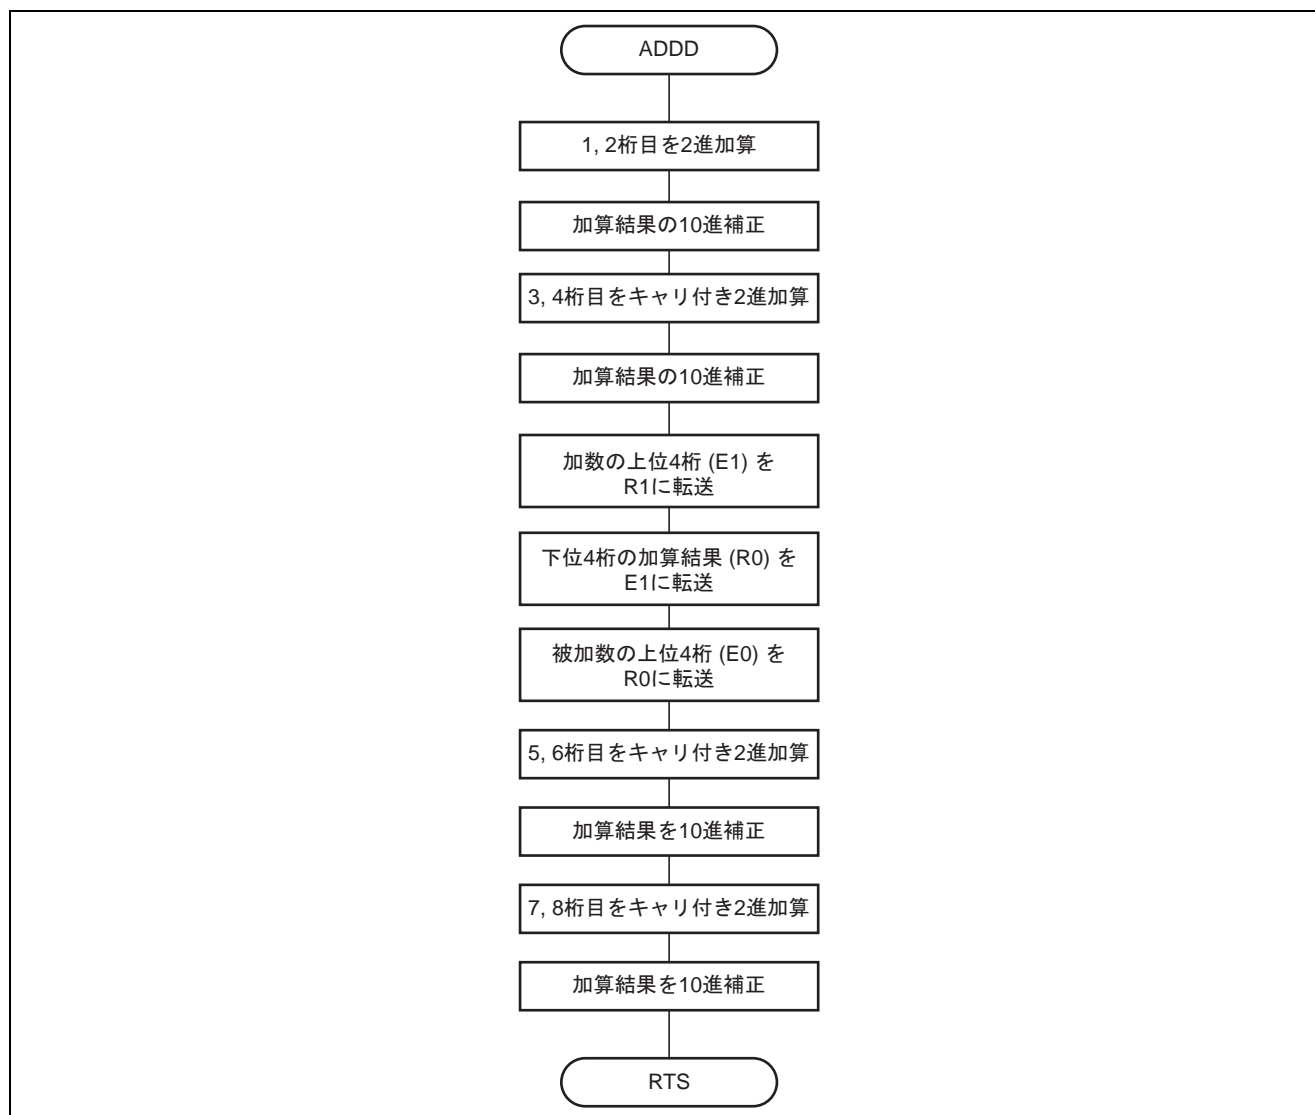 ADDD
1, 2桁目を2進加算
加算結果の10進補正
3, 4桁目をキャリ付き2進加算
加算結果の10進補正
加数の上位4桁 (E1) を
R1に転送
下位4桁の加算結果 (R0) を
E1に転送
被加数の上位4桁 (E0) を
R0に転送
5, 6桁目をキャリ付き2進加算
加算結果を10進補正
7, 8桁目をキャリ付き2進加算
加算結果を10進補正
RTS